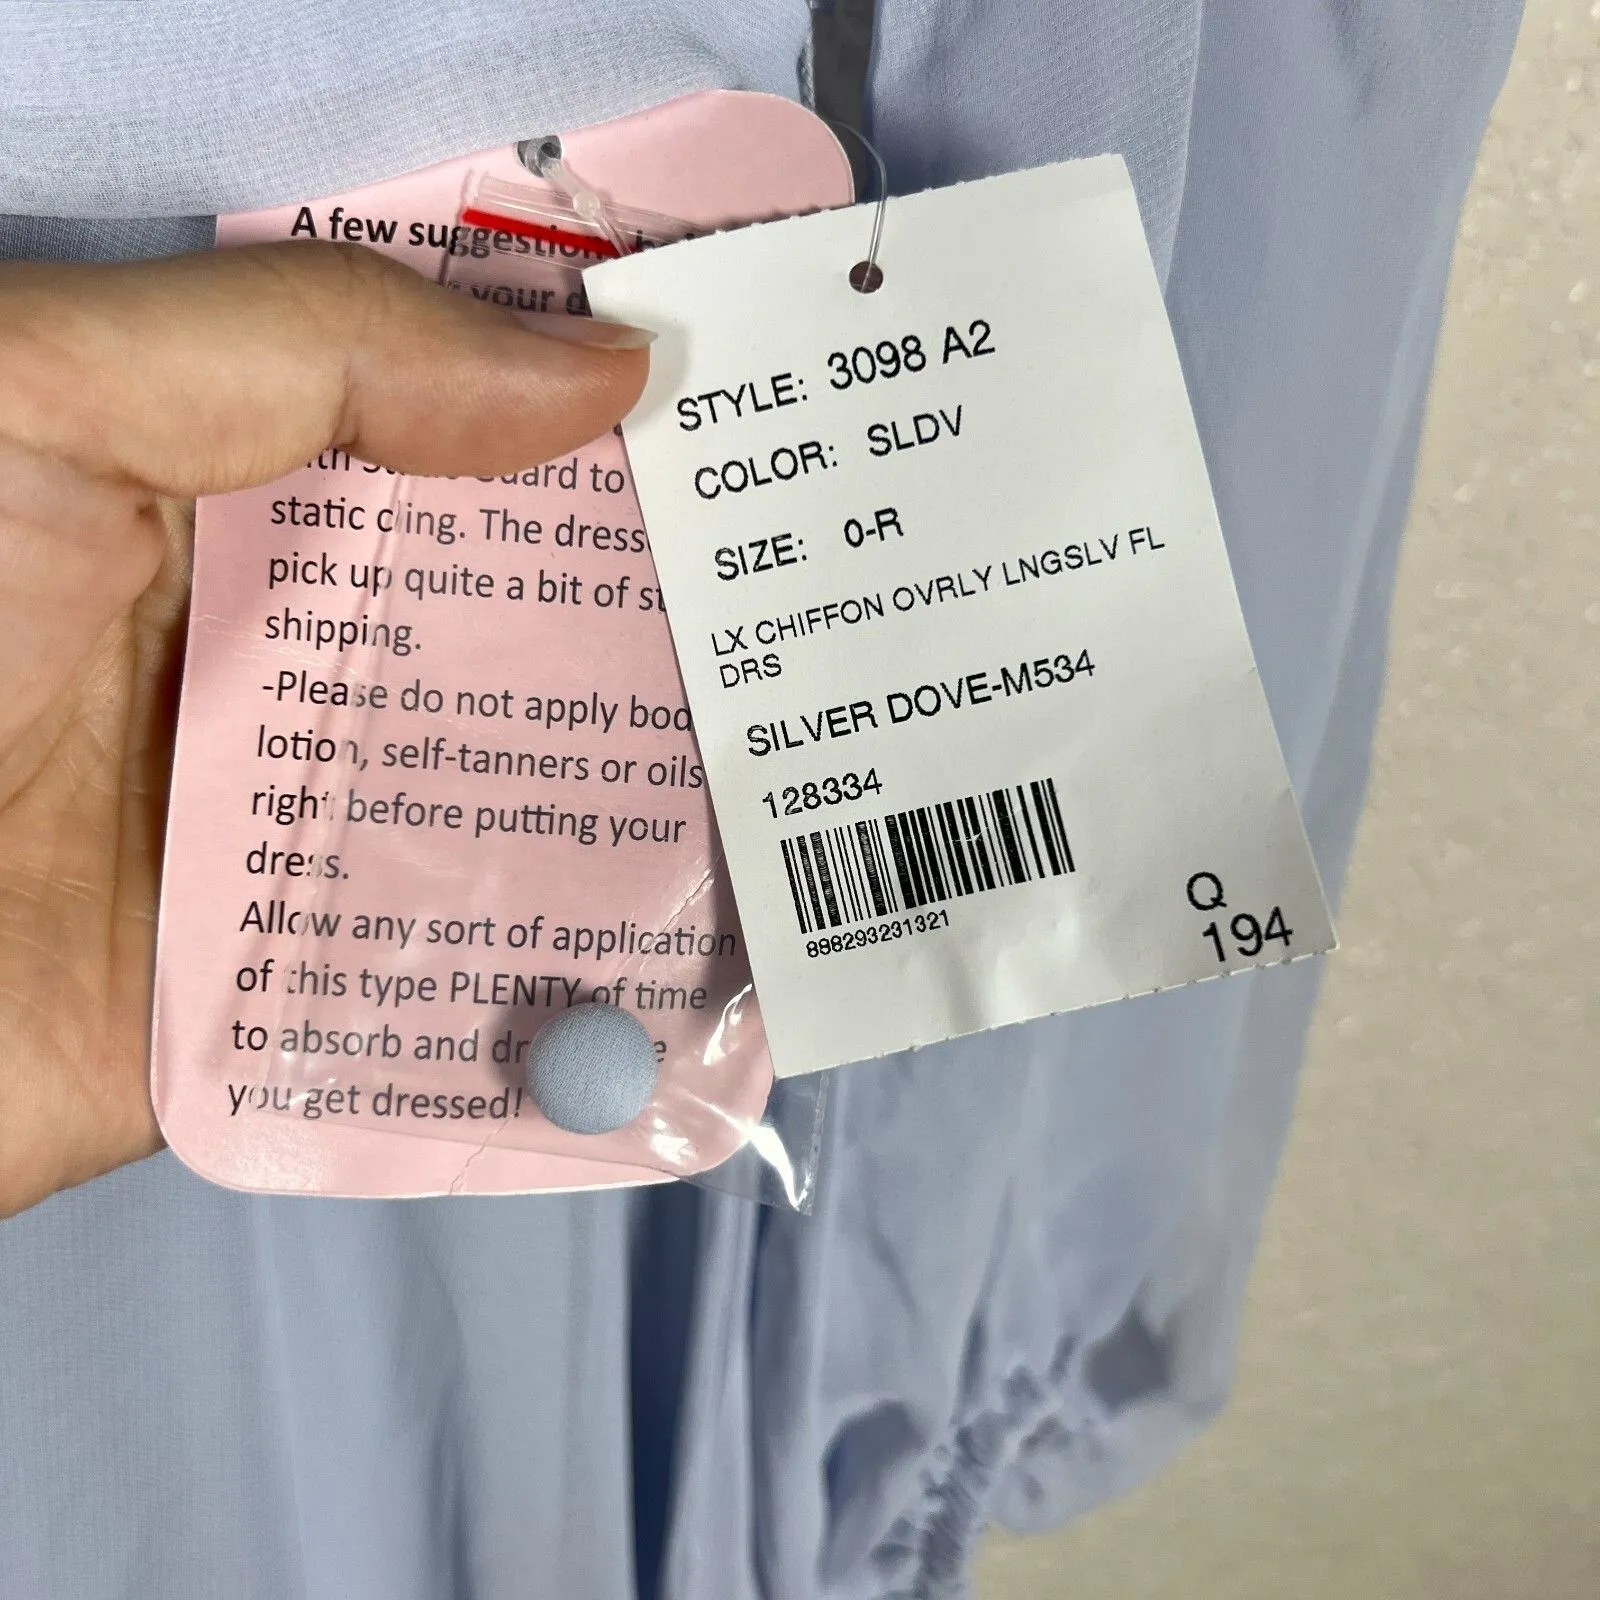 A few suggestion
your d
ard to
static cling. The dress
pick up quite a bit of st
shipping.
-Please do not apply bod
lotion, self-tanners or oils
right before putting your
dress.
Allow any sort of application
of this type PLENTY of time
to absorb and dr
you get dressed!
STYLE: 3098 A2
COLOR: SLDV
SIZE: 0-R
LX CHIFFON OVRLY LNGSLV FL
DRS
SILVER DOVE-M534
128334
888293231321
Q
194